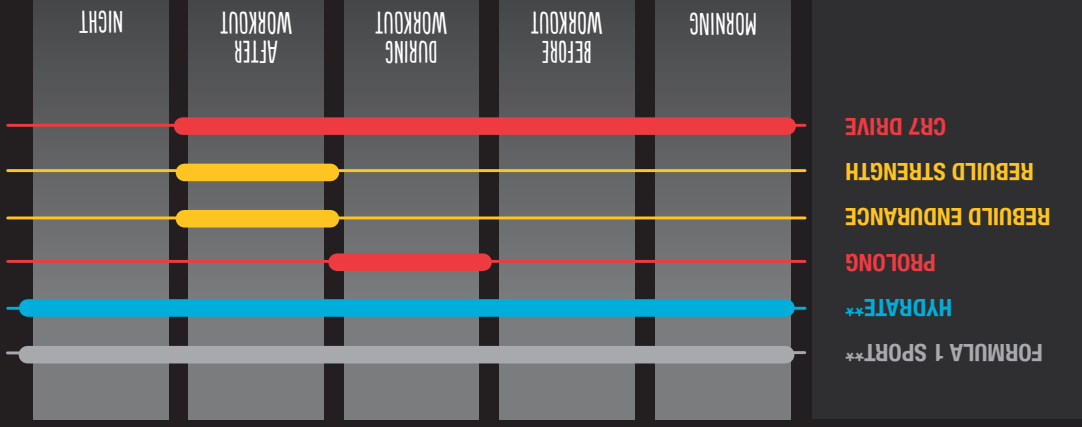 FORMULA 1 SPORT**
HYDRATE**
PROLONG
REBUILD ENDURANCE
REBUILD STRENGTH
CR7 DRIVE
MORNING
BEFORE
WORKOUT
DURING
WORKOUT
AFTER
WORKOUT
NIGHT